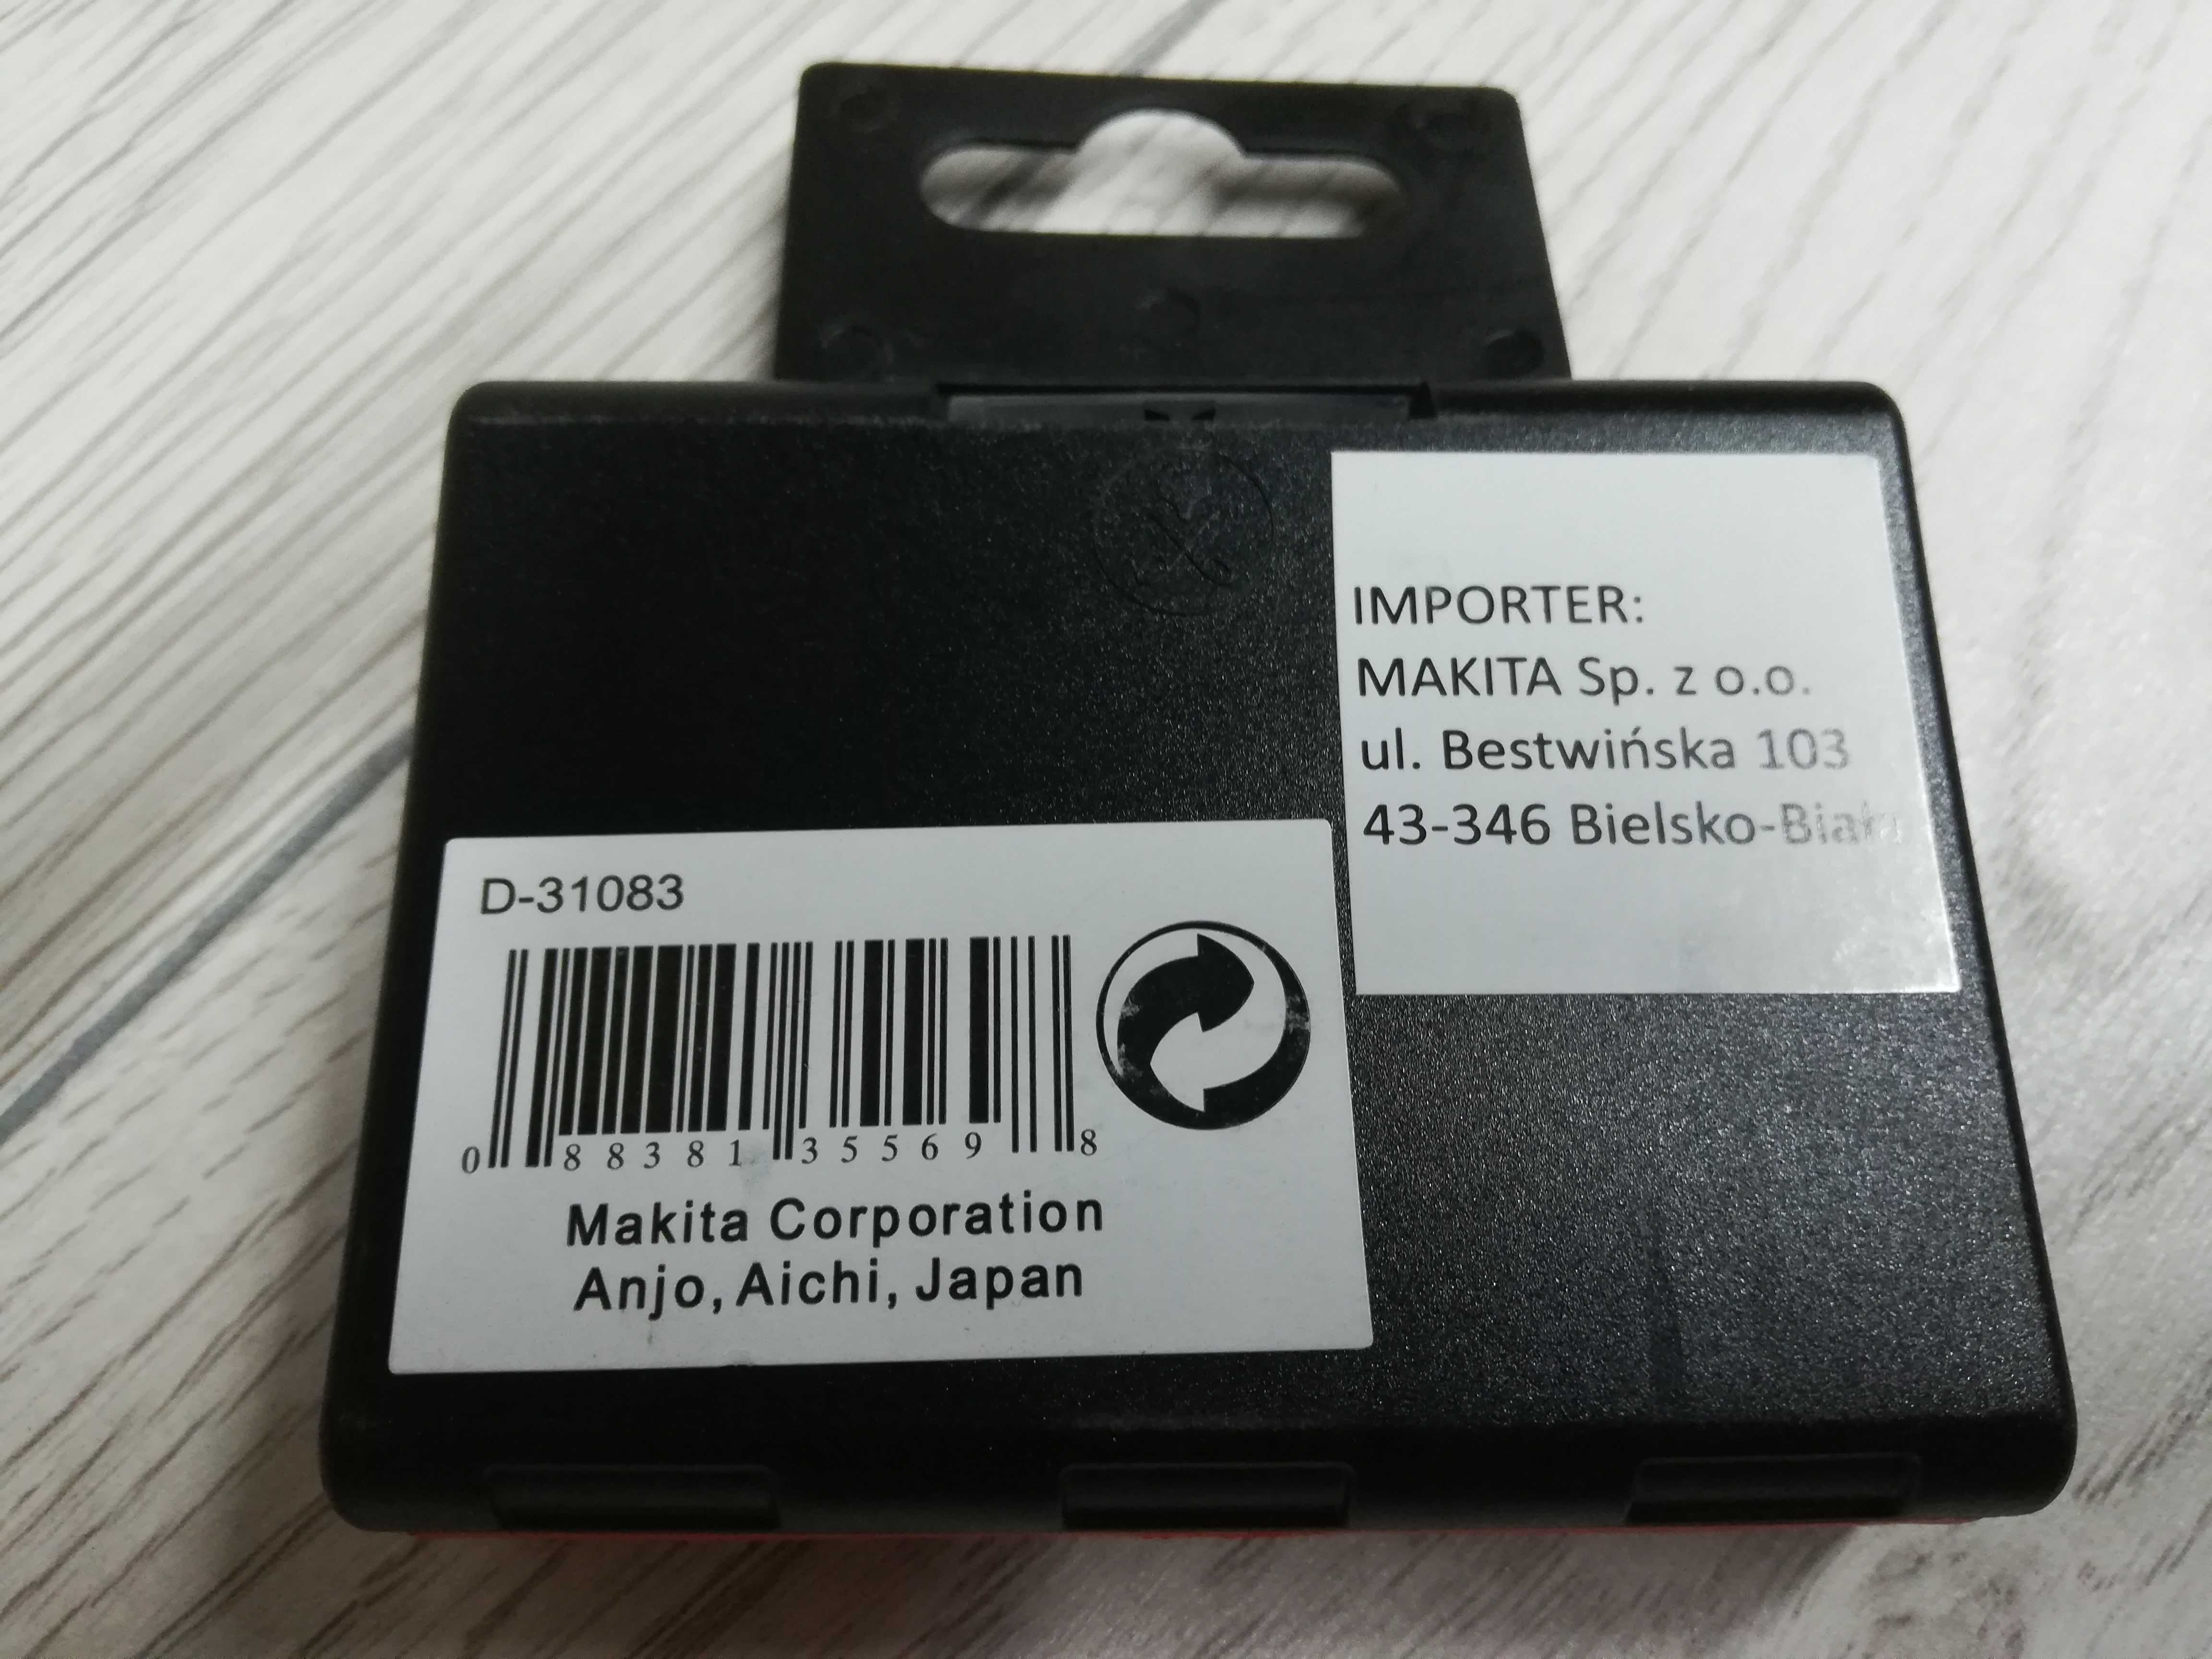 IMPORTER:
MAKITA Sp. z o.o.
ul. Bestwińska 103
43-346 Bielsko-Biała
D-31083
0 88381 35569 8
Makita Corporation
Anjo, Aichi, Japan